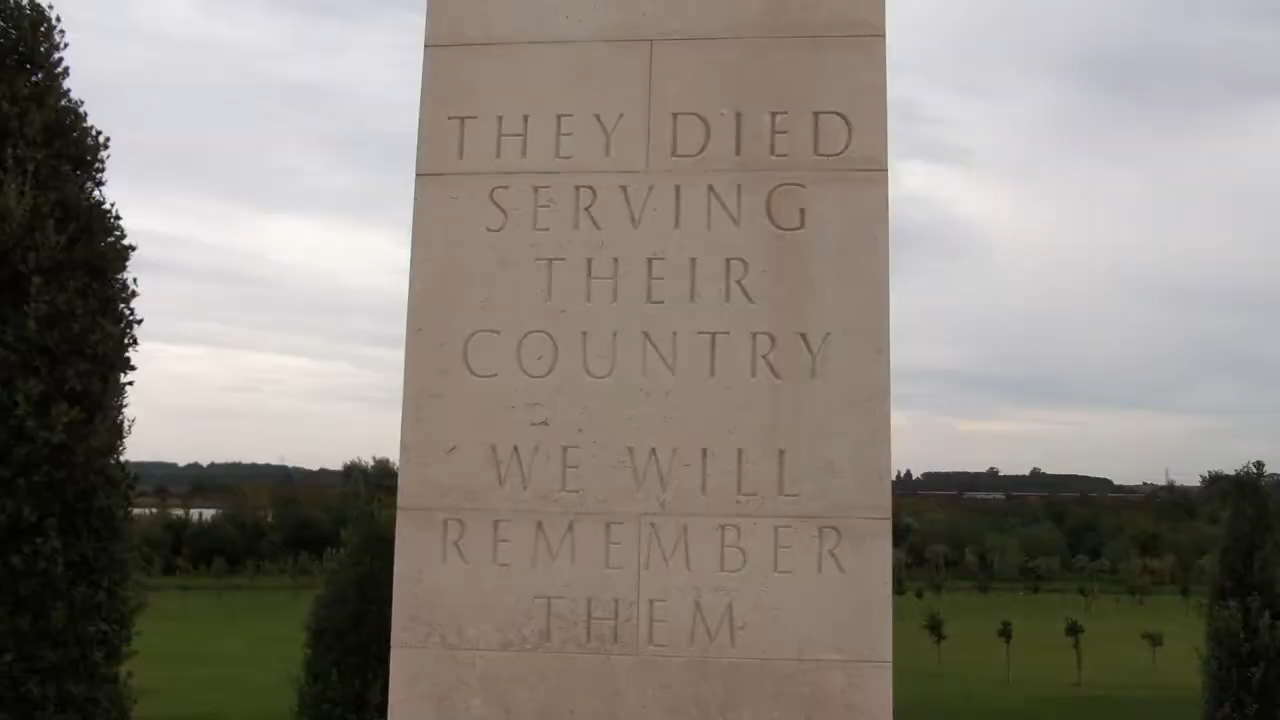 THEY DIED
SERVING
THEIR
COUNTRY
WE WILL
REMEMBER
THEM